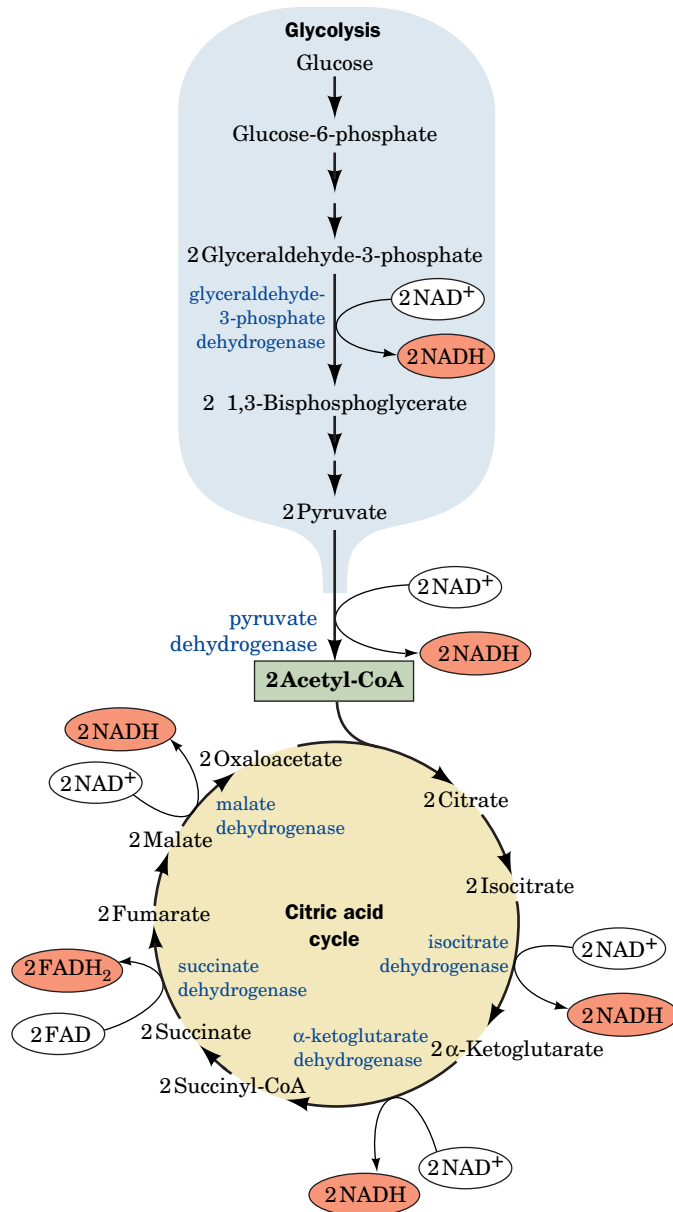 Glycolysis
Glucose
Glucose-6-phosphate
2 Glyceraldehyde-3-phosphate
glyceraldehyde-
3-phosphate
dehydrogenase
2 NAD+
2 NADH
2 1,3-Bisphosphoglycerate
2 Pyruvate
2 NAD+
pyruvate
dehydrogenase
2 NADH
2 Acetyl-CoA
2 NADH
2 NAD+
2 Oxaloacetate
malate
dehydrogenase
2 Malate
2 Citrate
2 Isocitrate
2 Fumarate
Citric acid
cycle
isocitrate
dehydrogenase
2 NAD+
2 NADH
2 FADH₂
succinate
dehydrogenase
2 FAD
2 Succinate
α-ketoglutarate
dehydrogenase
2 α-Ketoglutarate
2 Succinyl-CoA
2 NADH
2 NAD+